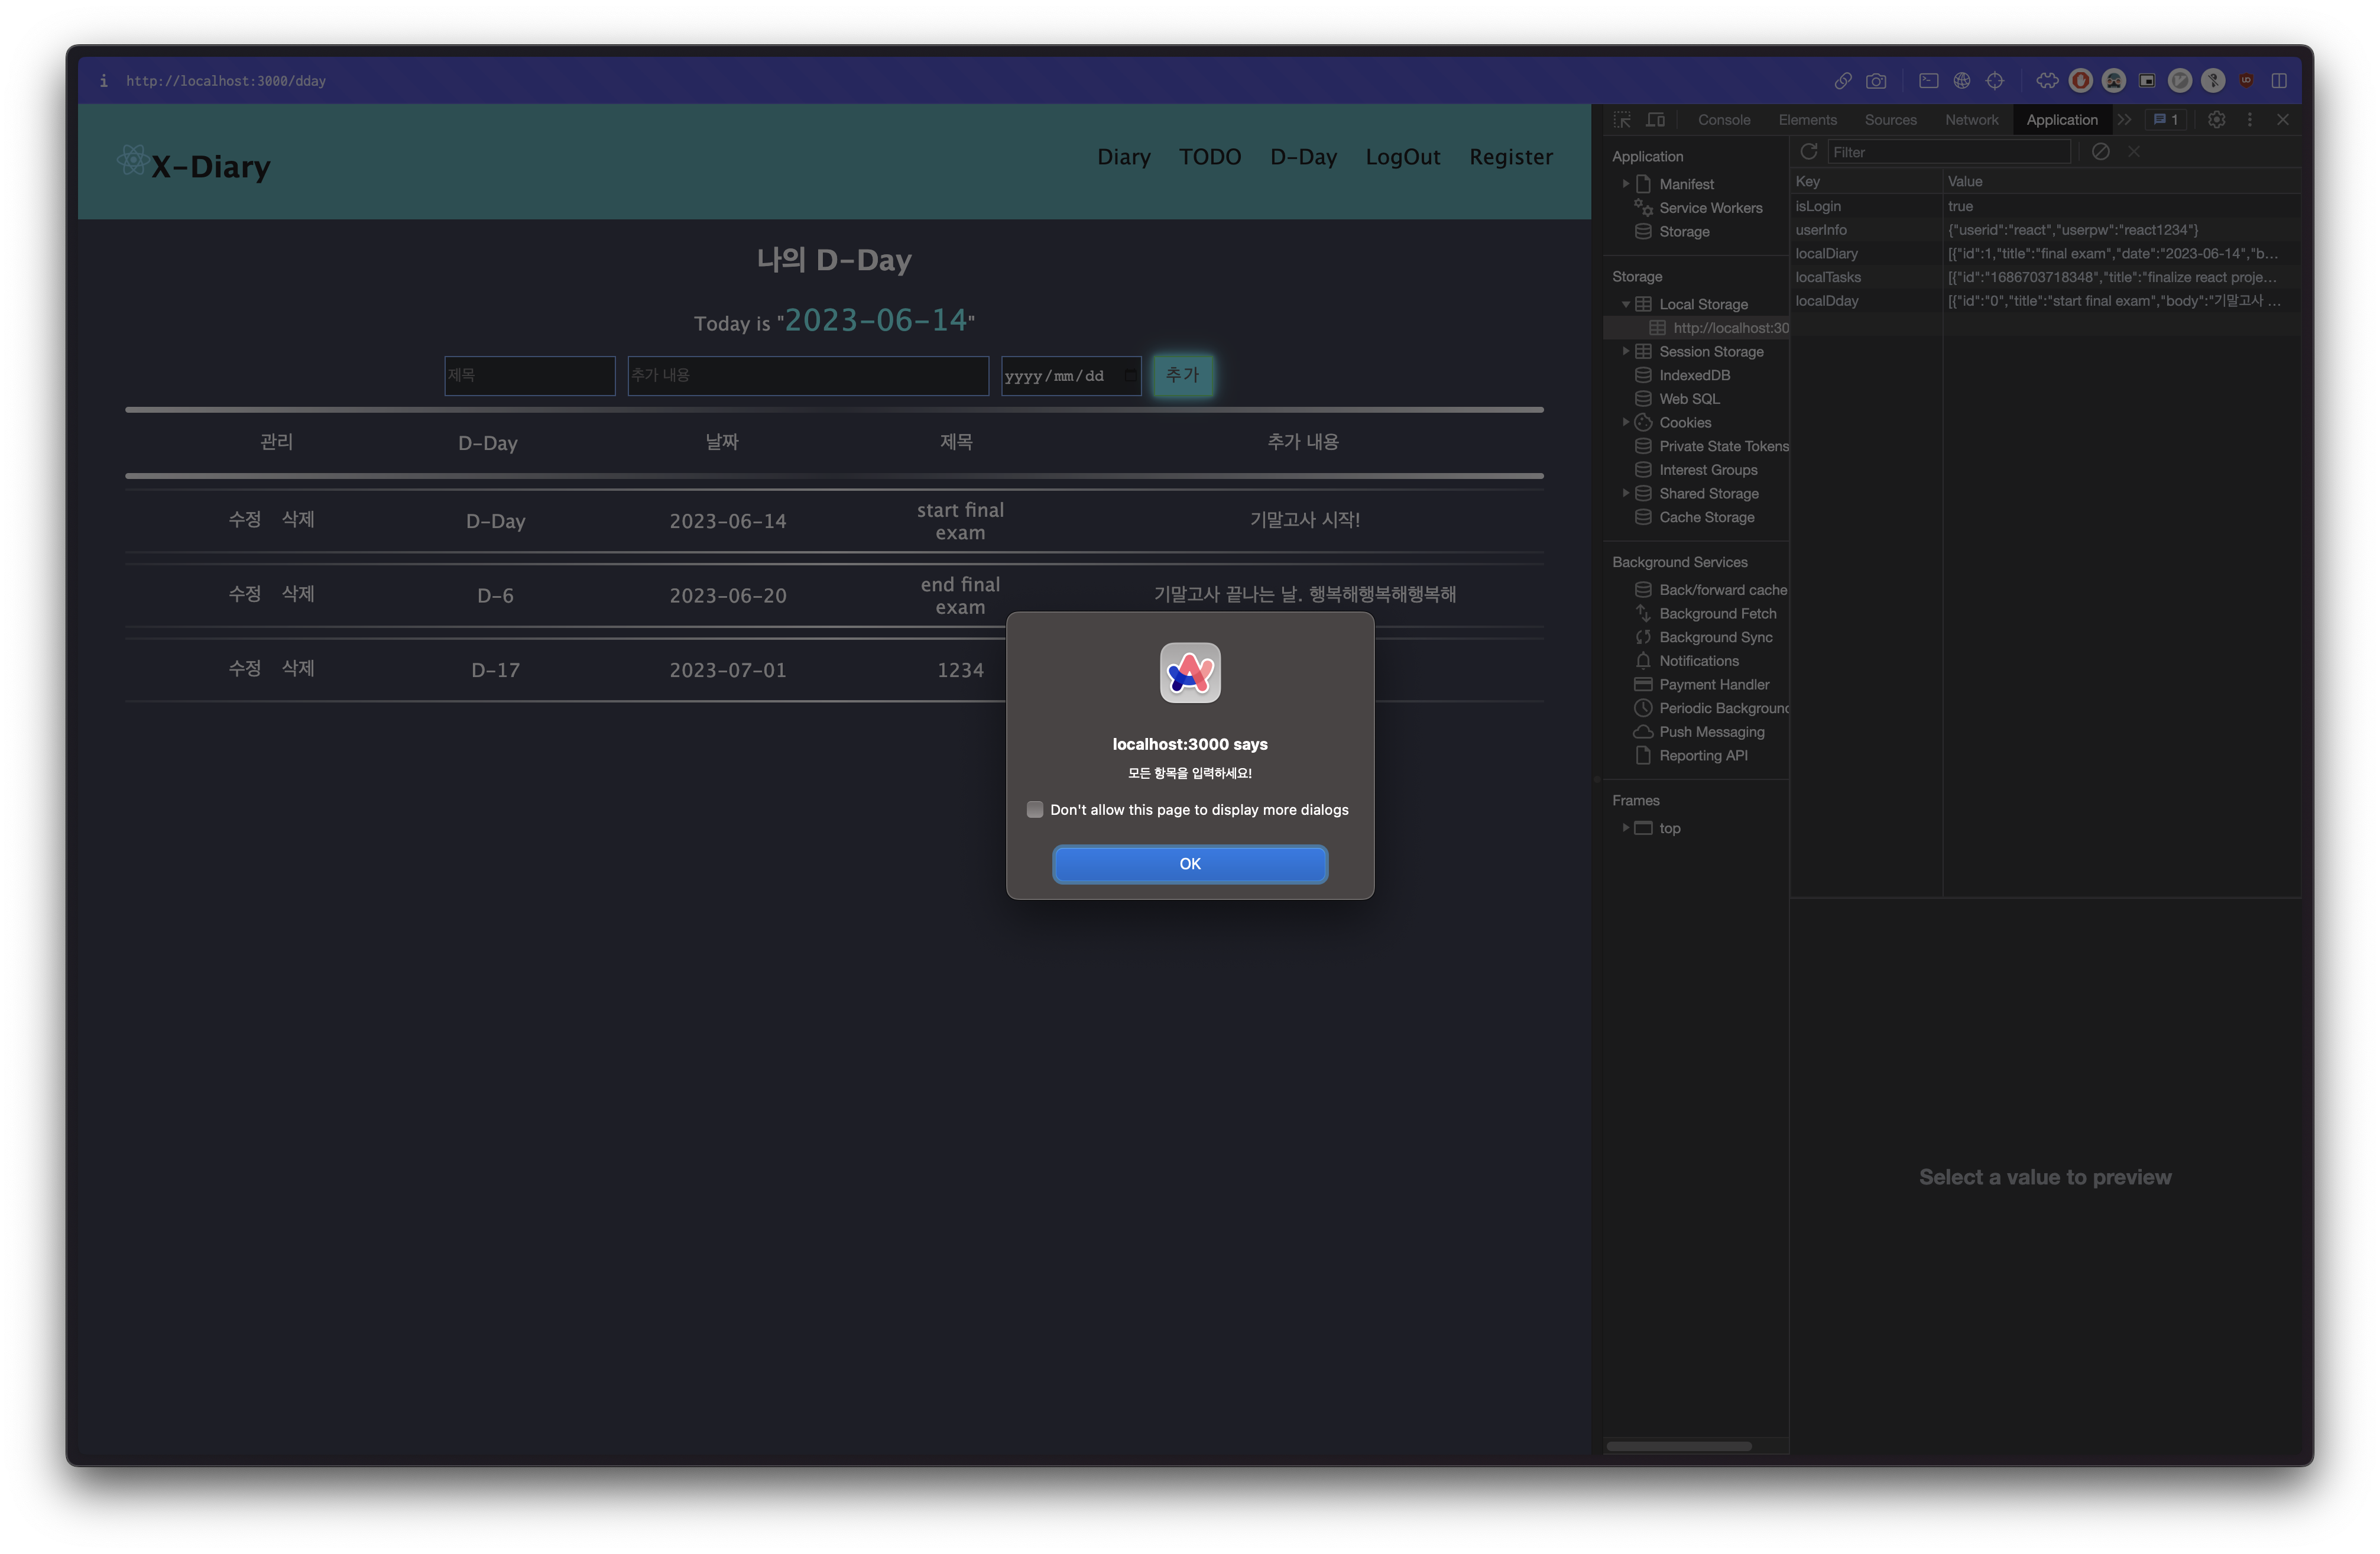 http://localhost:3000/dday
X-Diary
Diary TODO D-Day LogOut Register
나의 D-Day
Today is "2023-06-14"
제목 추가 내용 yyyy/mm/dd 추가
관리 D-Day 날짜 제목 추가 내용
수정 삭제 D-Day 2023-06-14 start final exam 기말고사 시작!
수정 삭제 D-6 2023-06-20 end final exam 기말고사 끝나는 날. 행복해행복해행복해
수정 삭제 D-17 2023-07-01 1234
localhost:3000 says
모든 항목을 입력하세요!
Don't allow this page to display more dialogs
OK
Console Elements Sources Network Application 1
Application
Manifest
Service Workers
Storage
Storage
Local Storage
http://localhost:30
Session Storage
IndexedDB
Web SQL
Cookies
Private State Tokens
Interest Groups
Shared Storage
Cache Storage
Background Services
Back/forward cache
Background Fetch
Background Sync
Notifications
Payment Handler
Periodic Background
Push Messaging
Reporting API
Frames
top
Filter
Key Value
isLogin true
userInfo {"userid":"react","userpw":"react1234"}
localDiary [{"id":1,"title":"final exam","date":"2023-06-14","b...
localTasks [{"id":"1686703718348","title":"finalize react proje...
localDday [{"id":"0","title":"start final exam","body":"기말고사 ...
Select a value to preview